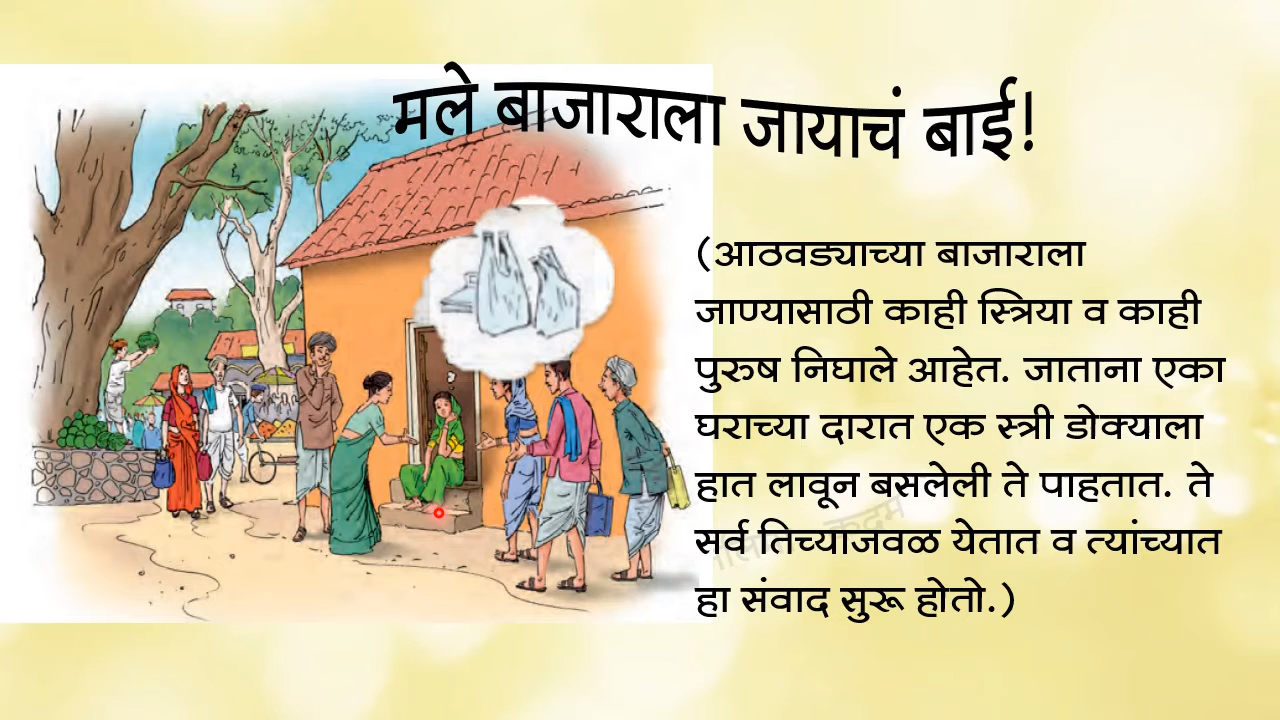 मले बाजाराला जायाचं बाई!
(आठवड्याच्या बाजाराला
जाण्यासाठी काही स्त्रिया व काही
पुरुष निघाले आहेत. जाताना एका
घराच्या दारात एक स्त्री डोक्याला
हात लावून बसलेली ते पाहतात. ते
सर्व तिच्याजवळ येतात व त्यांच्यात
हा संवाद सुरू होतो.)